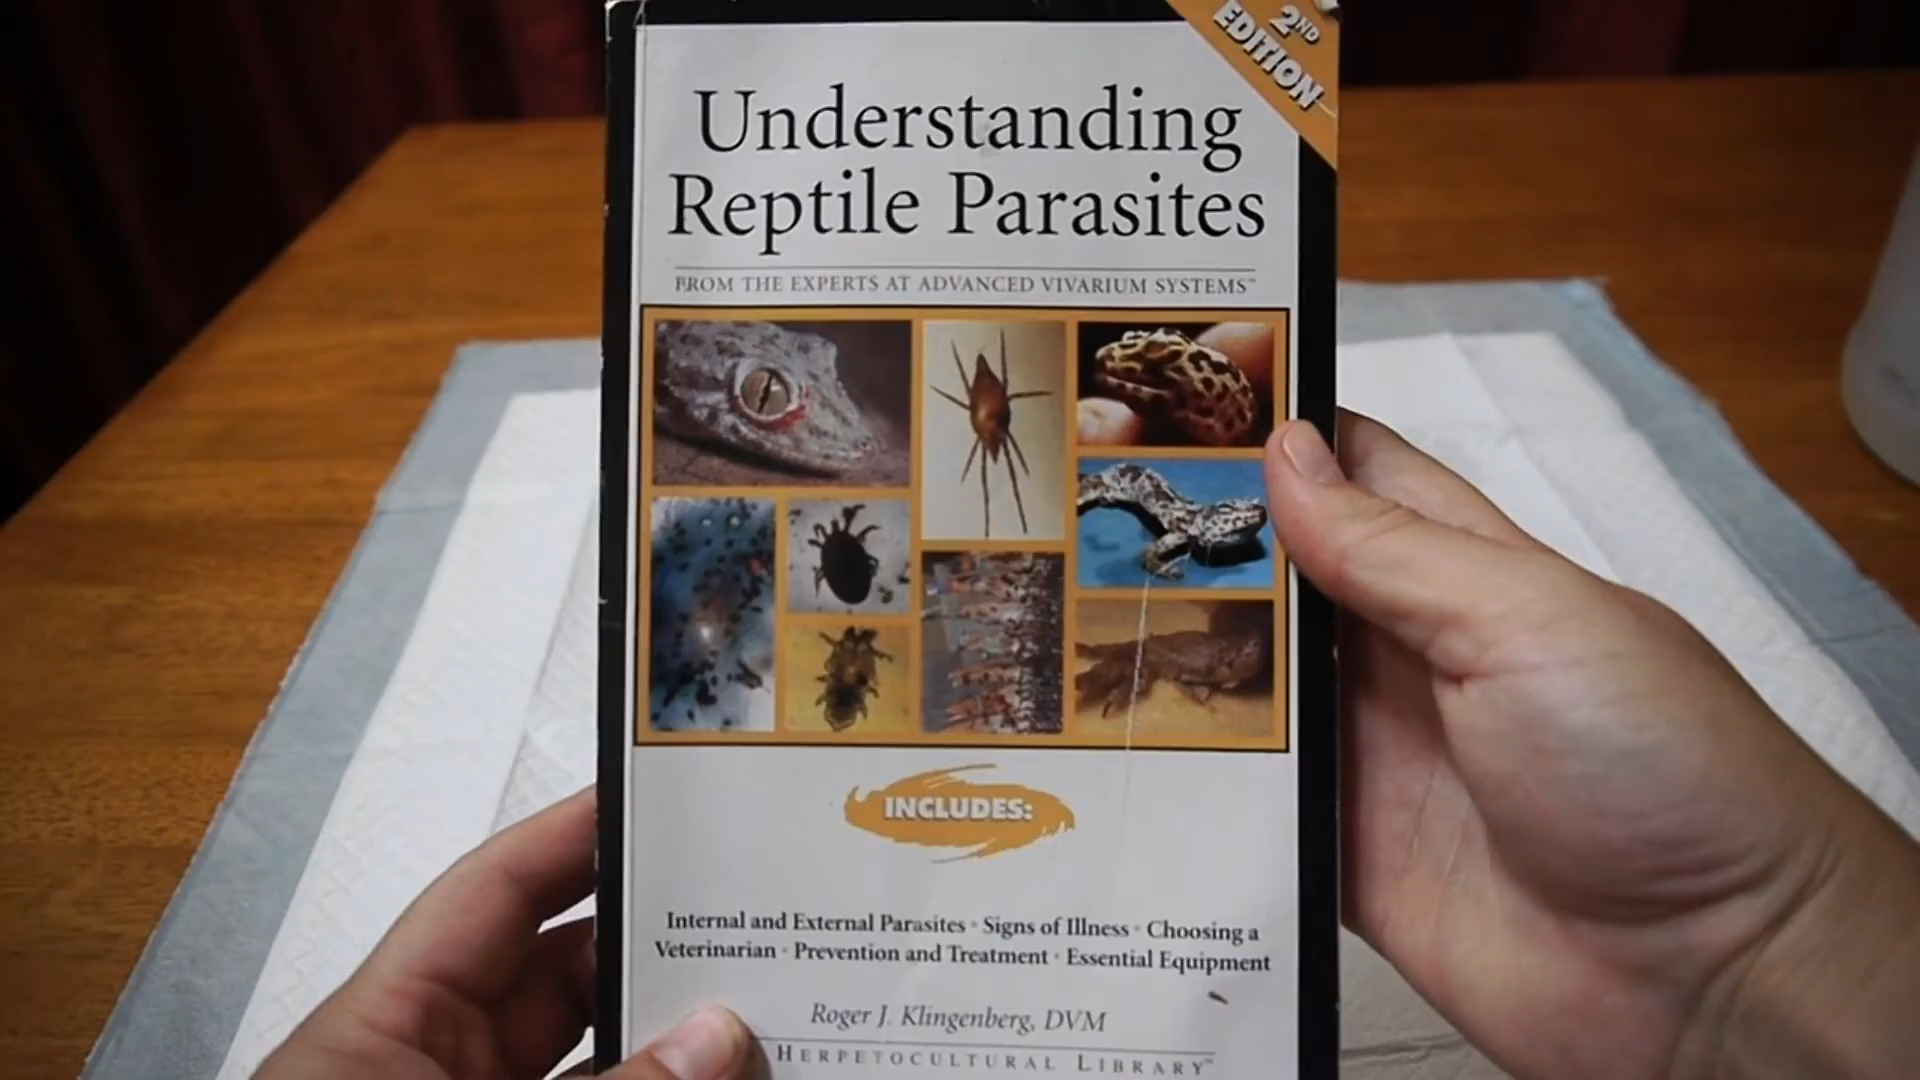 2ND
EDITION
Understanding
Reptile Parasites
FROM THE EXPERTS AT ADVANCED VIVARIUM SYSTEMS™
INCLUDES:
Internal and External Parasites • Signs of Illness • Choosing a
Veterinarian • Prevention and Treatment • Essential Equipment
Roger J. Klingenberg, DVM
HERPETOCULTURAL LIBRARY™